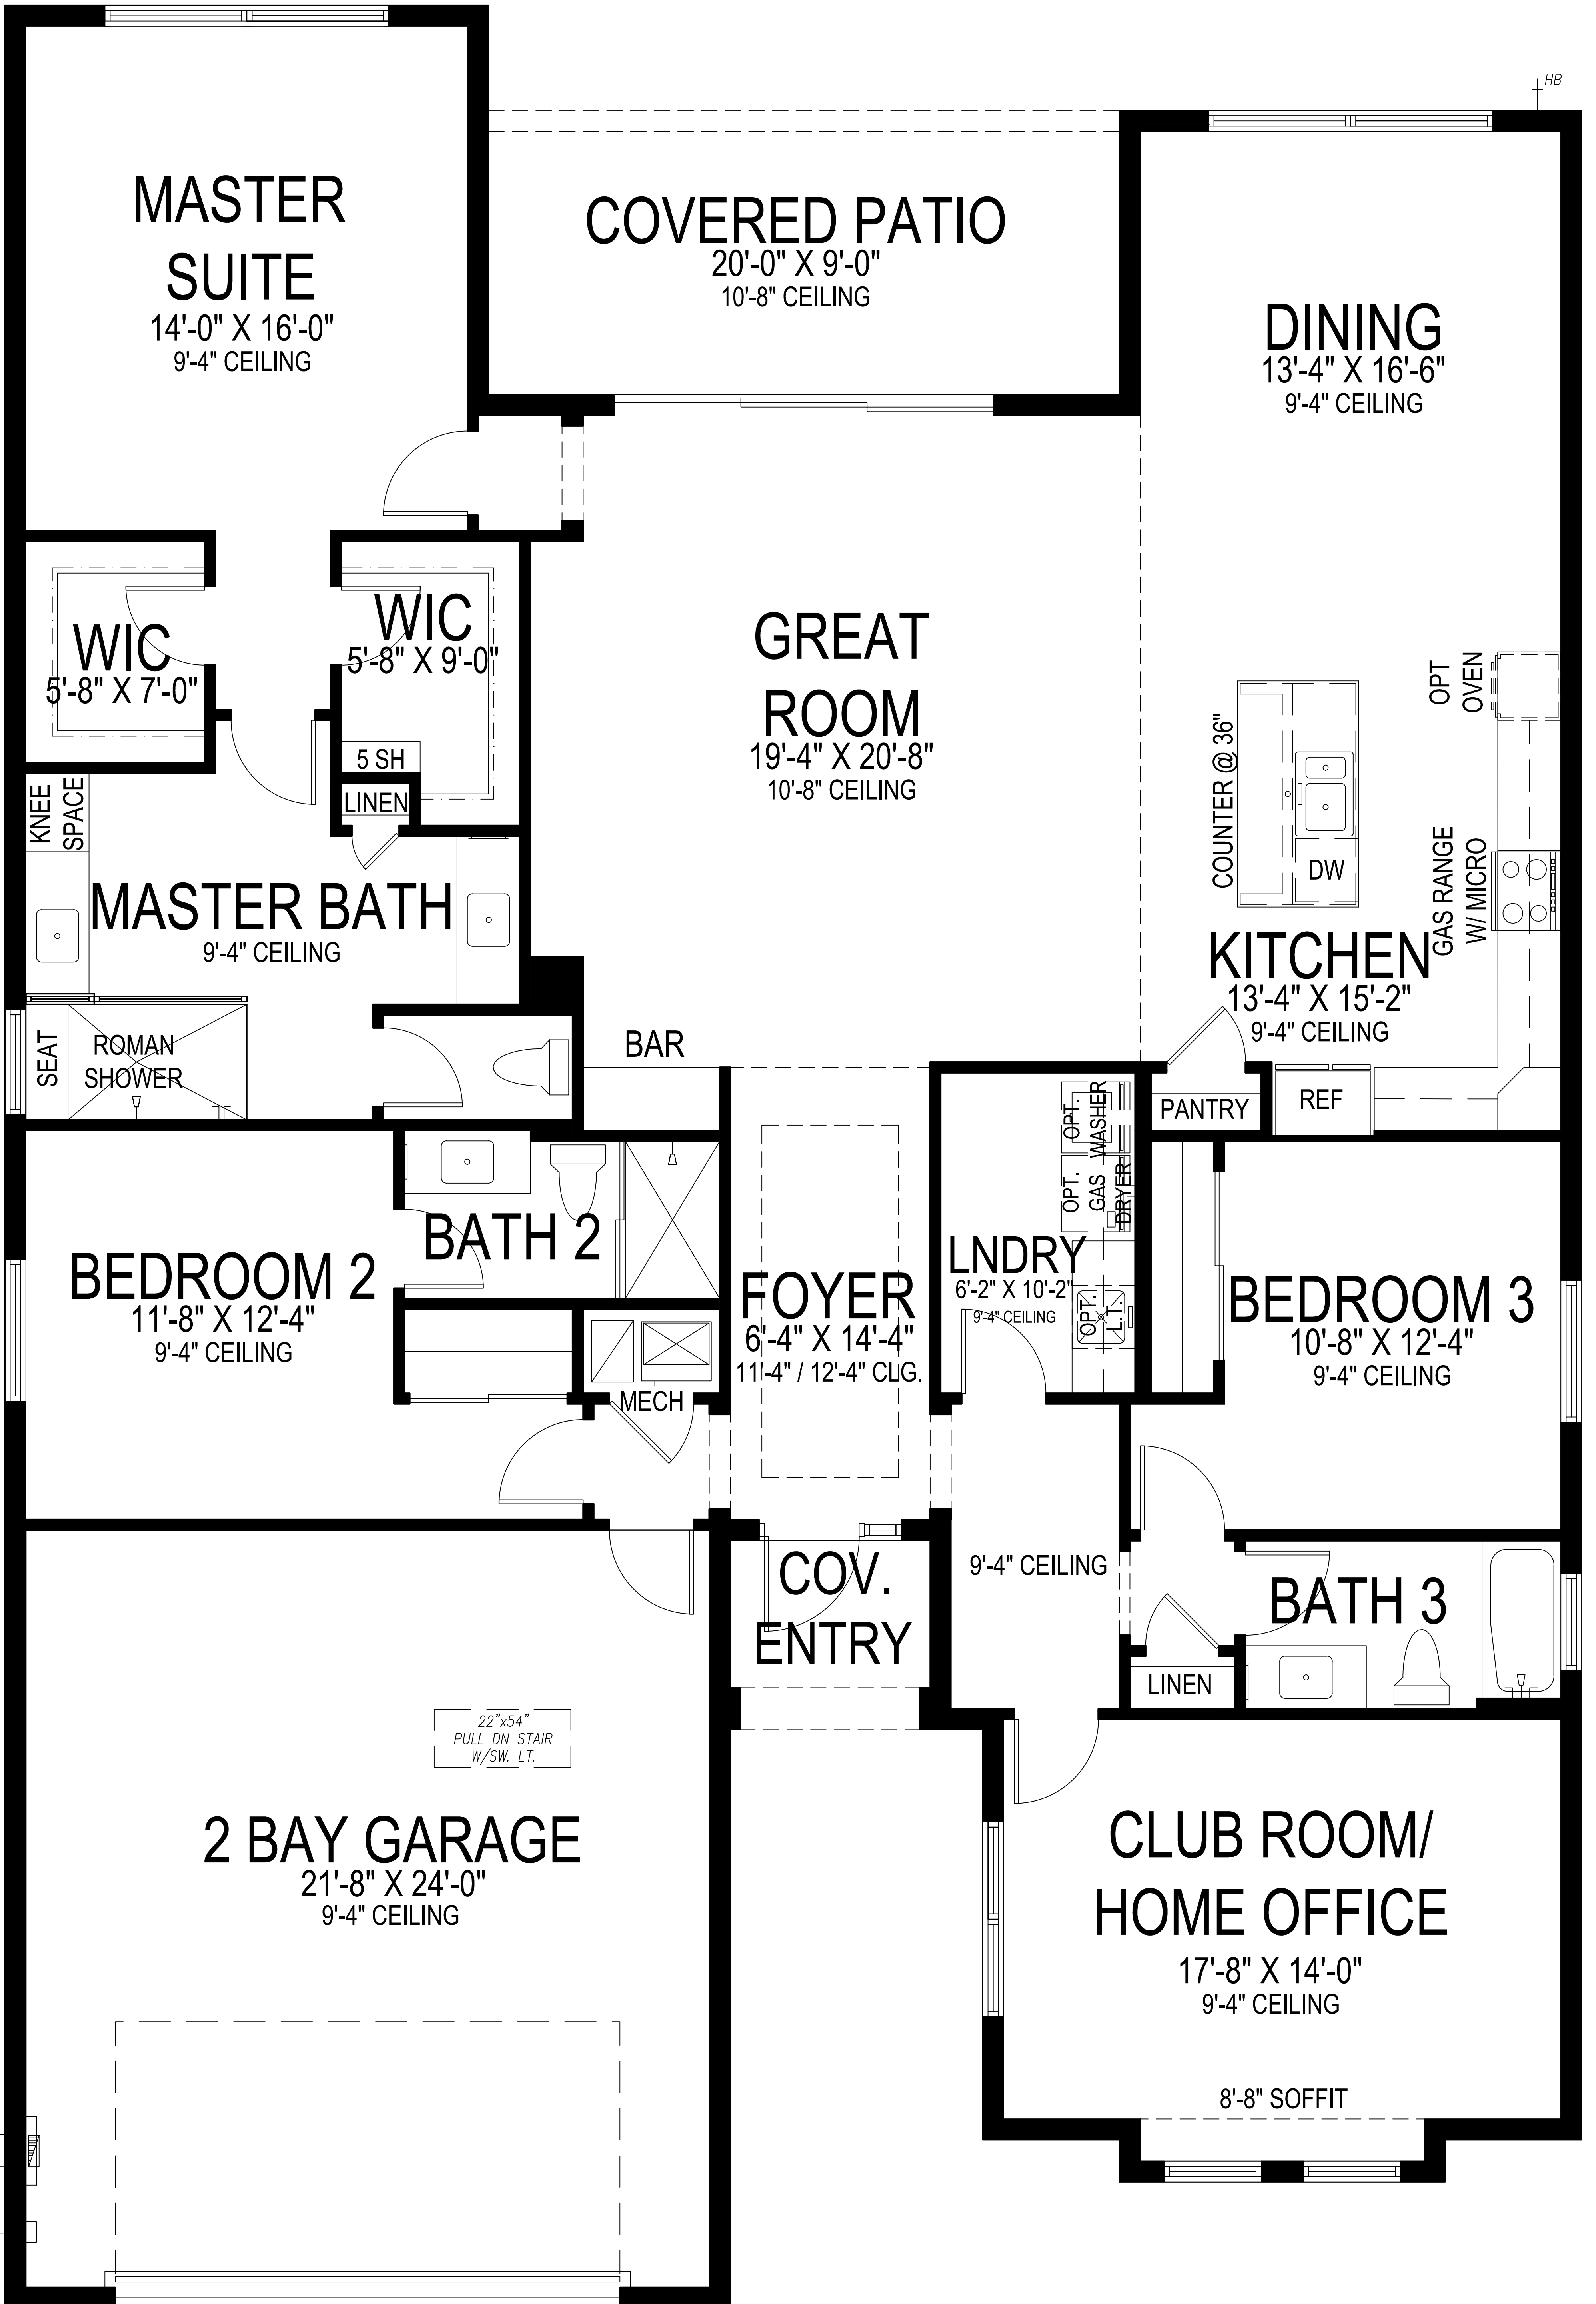 HB
MASTER
SUITE
14'-0" X 16'-0"
9'-4" CEILING
COVERED PATIO
20'-0" X 9'-0"
10'-8" CEILING
DINING
13'-4" X 16'-6"
9'-4" CEILING
WIC
5'-8" X 7'-0"
WIC
5'-8" X 9'-0"
5 SH
LINEN
GREAT
ROOM
19'-4" X 20'-8"
10'-8" CEILING
OPT
OVEN
COUNTER @ 36"
DW
GAS RANGE
W/ MICRO
KITCHEN
13'-4" X 15'-2"
9'-4" CEILING
KNEE
SPACE
MASTER BATH
9'-4" CEILING
SEAT
ROMAN
SHOWER
BAR
PANTRY
REF
OPT.
WASHER
OPT.
GAS
DRYER
BEDROOM 2
11'-8" X 12'-4"
9'-4" CEILING
BATH 2
MECH
FOYER
6'-4" X 14'-4"
11'-4" / 12'-4" CLG.
LNDRY
6'-2" X 10'-2"
9'-4" CEILING
OPT.
L.T.
BEDROOM 3
10'-8" X 12'-4"
9'-4" CEILING
COV.
ENTRY
9'-4" CEILING
BATH 3
LINEN
22"x54"
PULL DN STAIR
W/SW. LT.
2 BAY GARAGE
21'-8" X 24'-0"
9'-4" CEILING
CLUB ROOM/
HOME OFFICE
17'-8" X 14'-0"
9'-4" CEILING
8'-8" SOFFIT